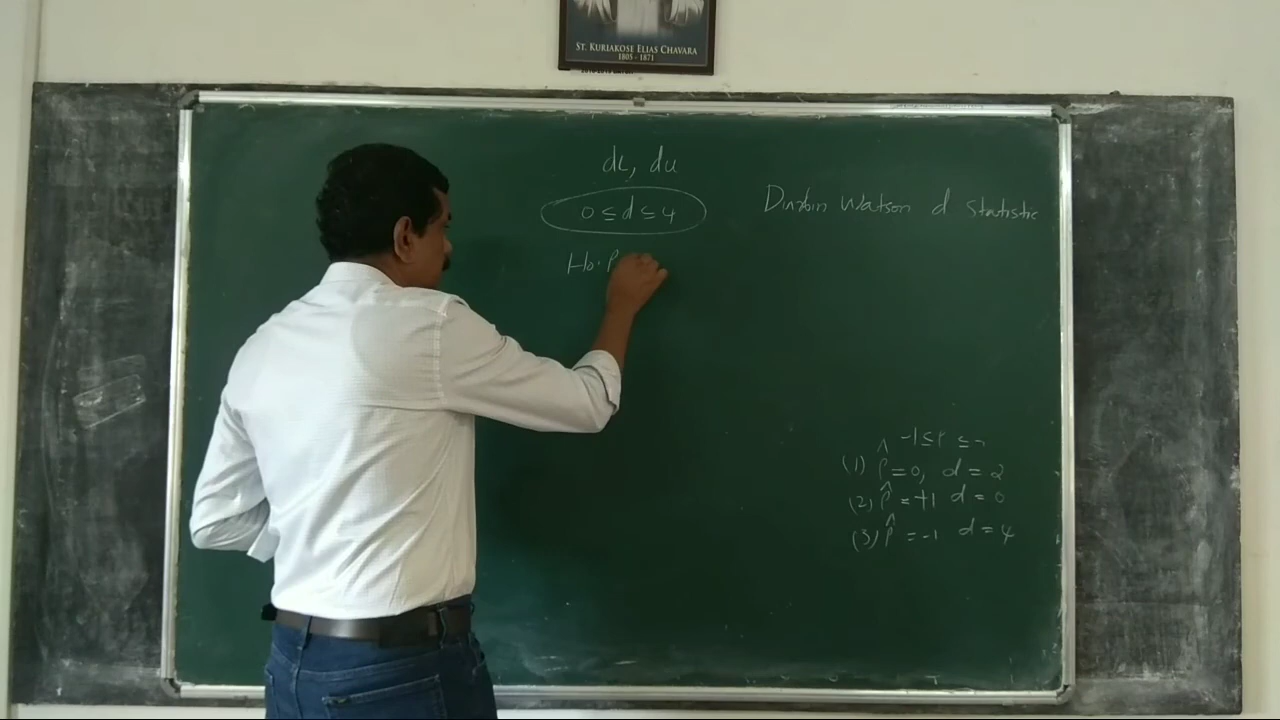 ST. KURIAKOSE ELIAS CHAVARA
1805 - 1871
dL, du
0 ≤ d ≤ 4
Ho: ρ
Durbin Watson d Statistic
-1 ≤ ρ ≤
(1) ρ̂ = 0, d = 2
(2) ρ̂ = +1 d = 0
(3) ρ̂ = -1 d = 4